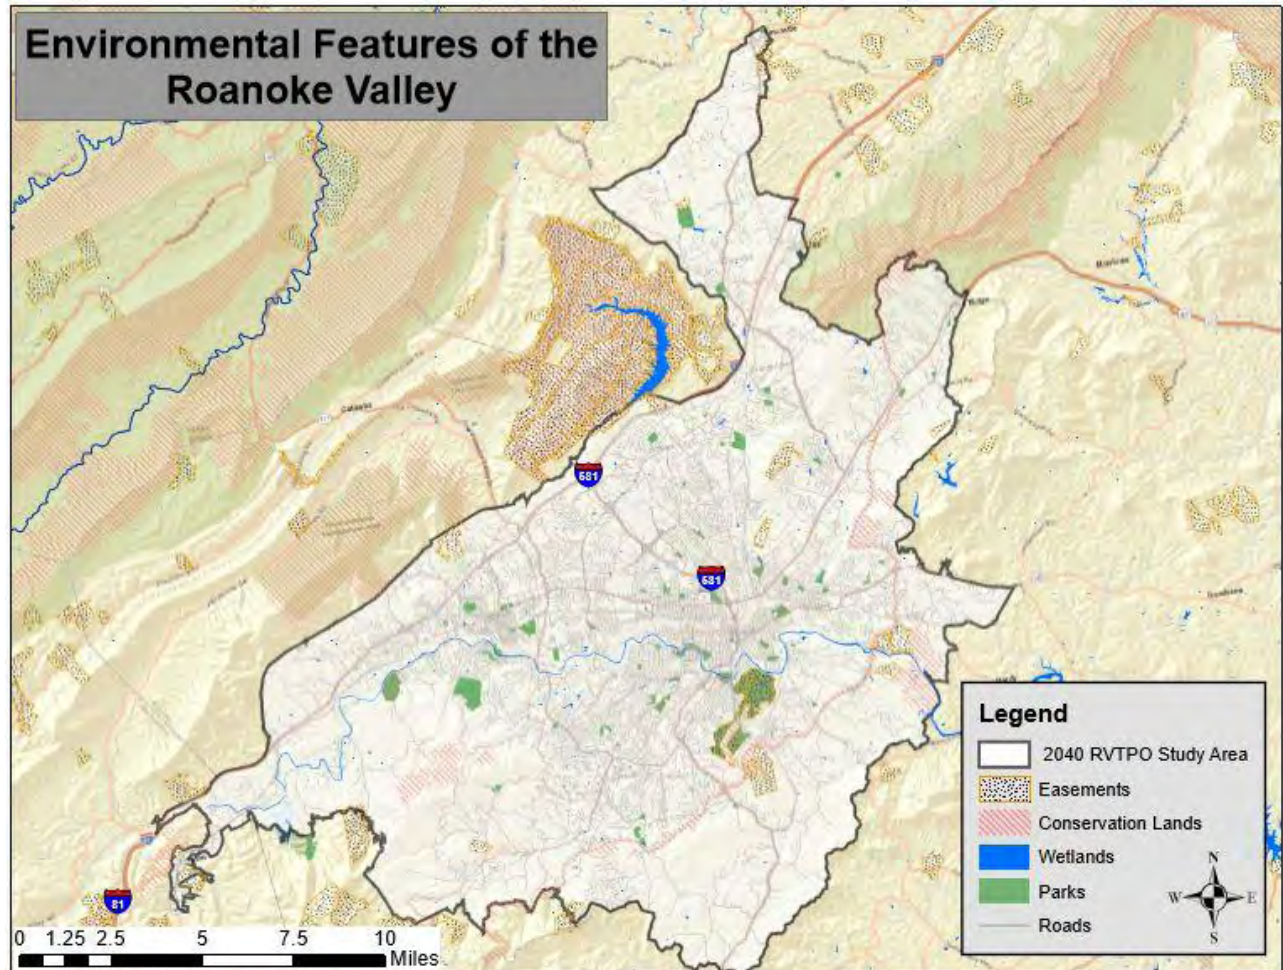 Environmental Features of the
Roanoke Valley
581
581
81
Catawba
Legend
2040 RVTPO Study Area
Easements
Conservation Lands
Wetlands
Parks
Roads
N
W E
S
0 1.25 2.5 5 7.5 10
Miles